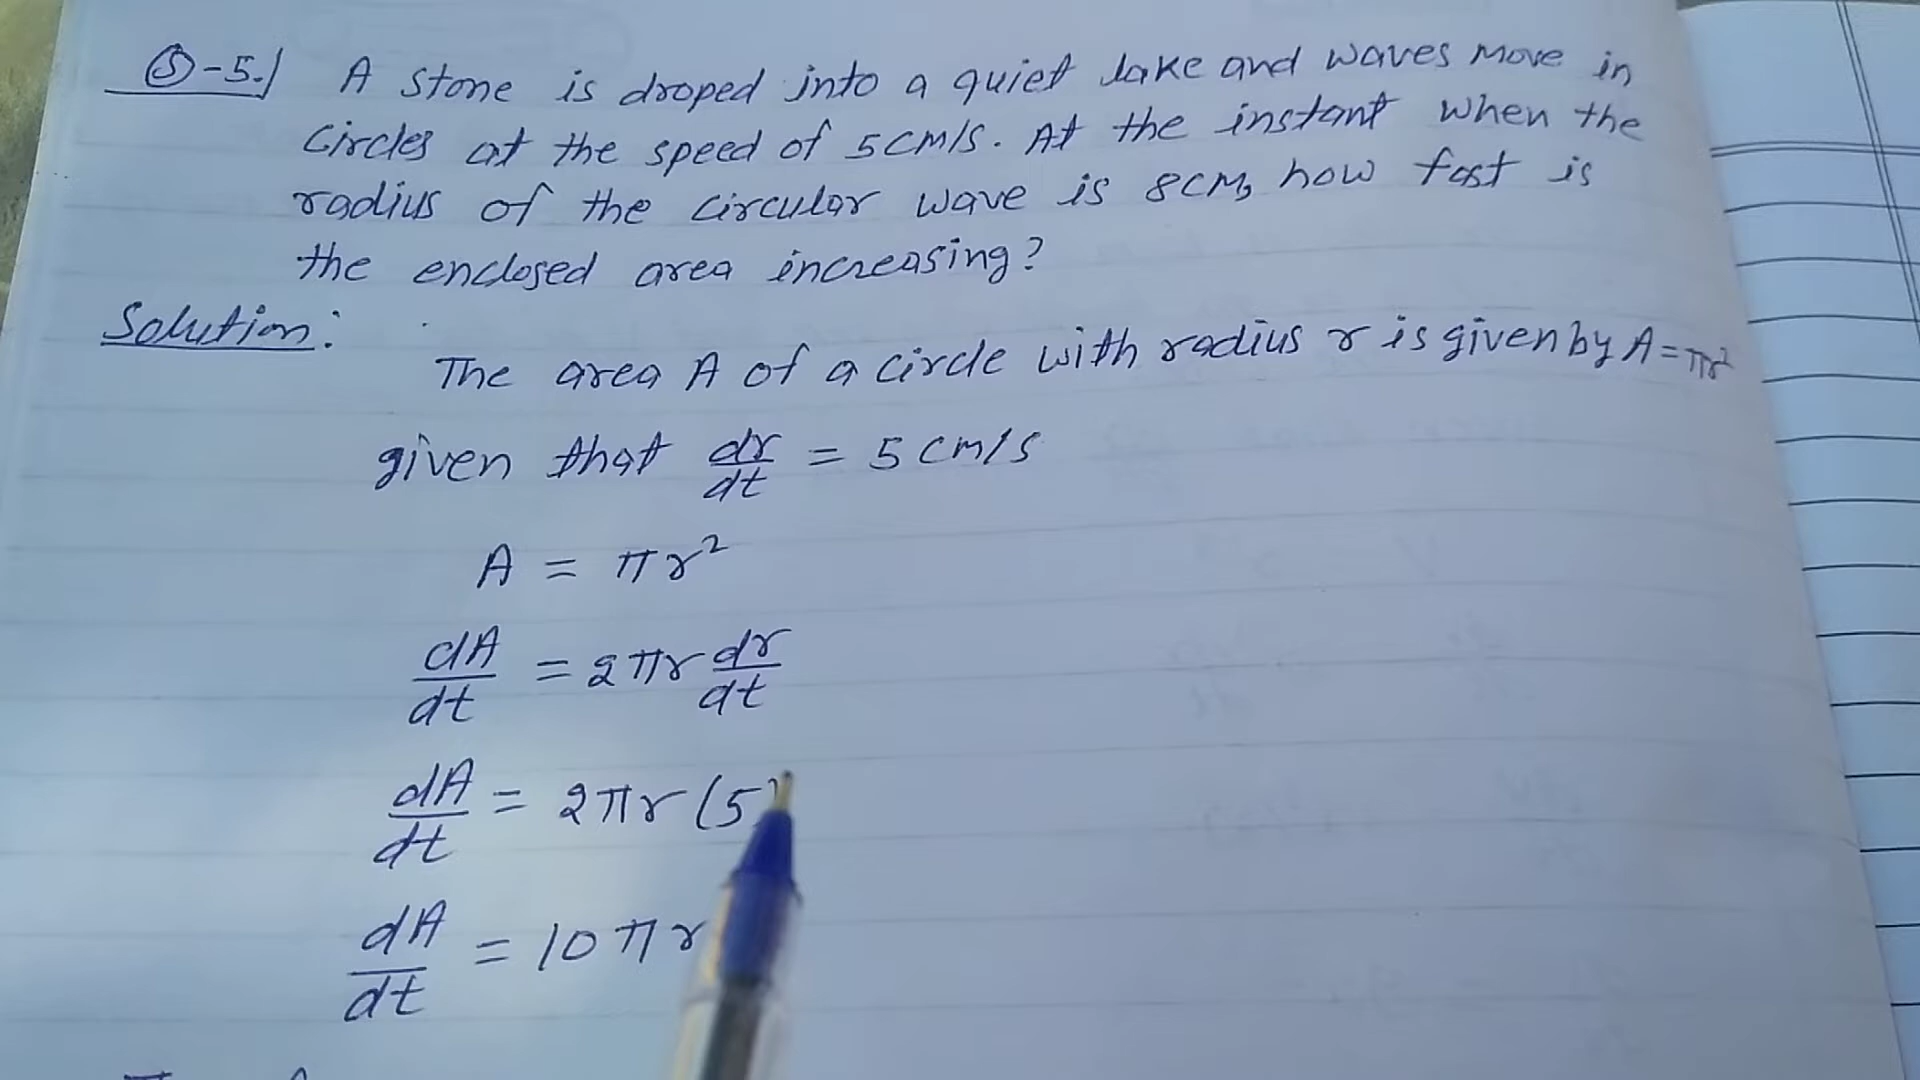 ⑤-5.) A stone is droped into a quiet lake and waves move in
circles at the speed of 5cm/s. At the instant when the
radius of the circular wave is 8cm, how fast is
the enclosed area increasing?
Solution:
The area A of a circle with radius r is given by A=πr²
given that dr/dt = 5cm/s
A = πr²
dA/dt = 2πr dr/dt
dA/dt = 2πr(5)
dA/dt = 10πr